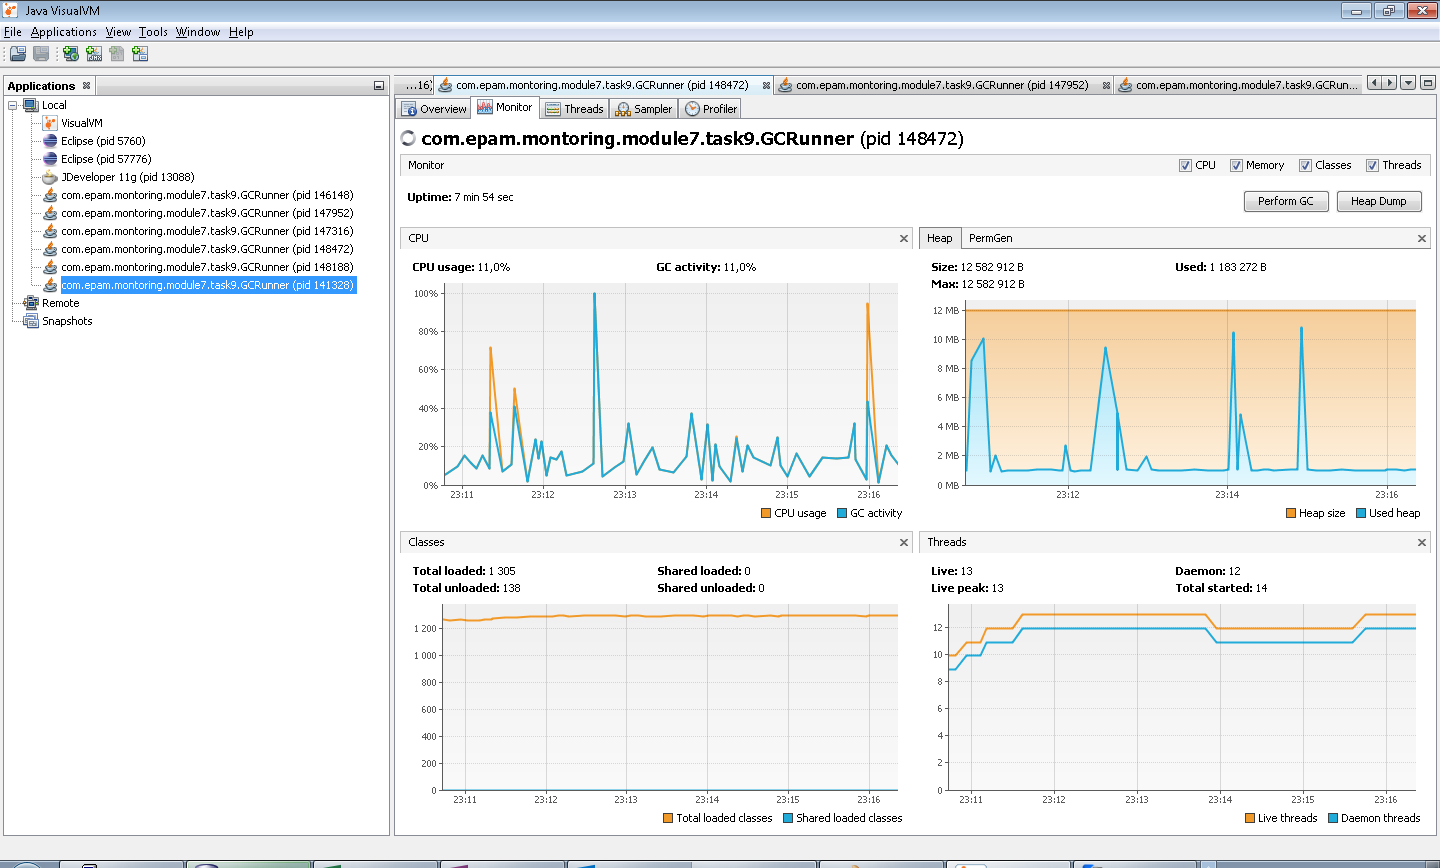 Java VisualVM
File Applications View Tools Window Help
Applications
Local
VisualVM
Eclipse (pid 5760)
Eclipse (pid 57776)
JDeveloper 11g (pid 13088)
com.epam.montoring.module7.task9.GCRunner (pid 146148)
com.epam.montoring.module7.task9.GCRunner (pid 147952)
com.epam.montoring.module7.task9.GCRunner (pid 147316)
com.epam.montoring.module7.task9.GCRunner (pid 148472)
com.epam.montoring.module7.task9.GCRunner (pid 148188)
com.epam.montoring.module7.task9.GCRunner (pid 141328)
Remote
Snapshots
...16) com.epam.montoring.module7.task9.GCRunner (pid 148472) com.epam.montoring.module7.task9.GCRunner (pid 147952) com.epam.montoring.module7.task9.GCRun...
Overview Monitor Threads Sampler Profiler
com.epam.montoring.module7.task9.GCRunner (pid 148472)
Monitor CPU Memory Classes Threads
Uptime: 7 min 54 sec Perform GC Heap Dump
CPU
CPU usage: 11,0% GC activity: 11,0%
100%
80%
60%
40%
20%
0%
23:11 23:12 23:13 23:14 23:15 23:16
CPU usage GC activity
Heap PermGen
Size: 12 582 912 B Used: 1 183 272 B
Max: 12 582 912 B
12 MB
10 MB
8 MB
6 MB
4 MB
2 MB
0 MB
23:12 23:14 23:16
Heap size Used heap
Classes
Total loaded: 1 305 Shared loaded: 0
Total unloaded: 138 Shared unloaded: 0
1 200
1 000
800
600
400
200
0
23:11 23:12 23:13 23:14 23:15 23:16
Total loaded classes Shared loaded classes
Threads
Live: 13 Daemon: 12
Live peak: 13 Total started: 14
12
10
8
6
4
2
0
23:11 23:12 23:13 23:14 23:15 23:16
Live threads Daemon threads